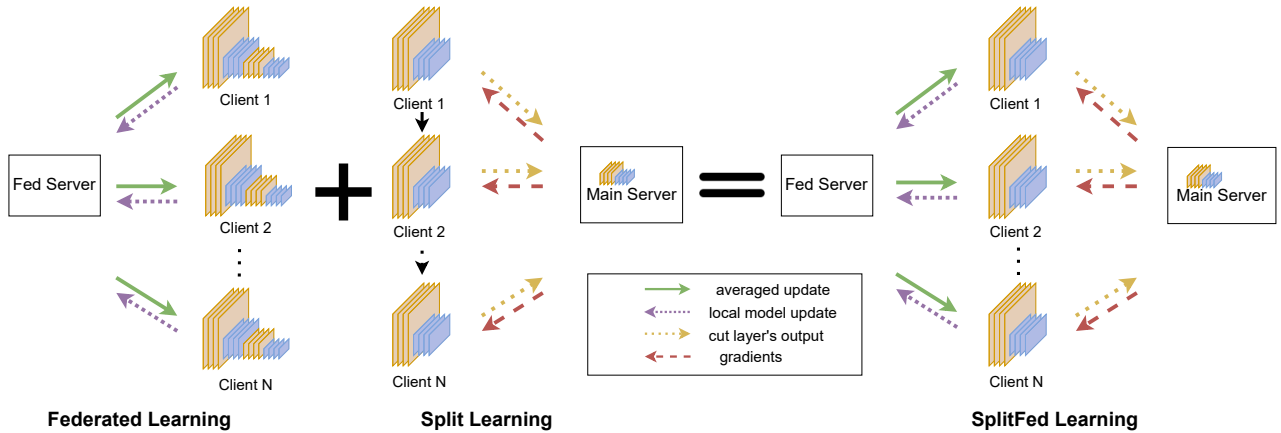 Client 1
Client 1
Client 1
Fed Server
Client 2
Client 2
Main Server
Fed Server
Client 2
Main Server
averaged update
local model update
cut layer's output
gradients
Client N
Client N
Client N
Federated Learning
Split Learning
SplitFed Learning